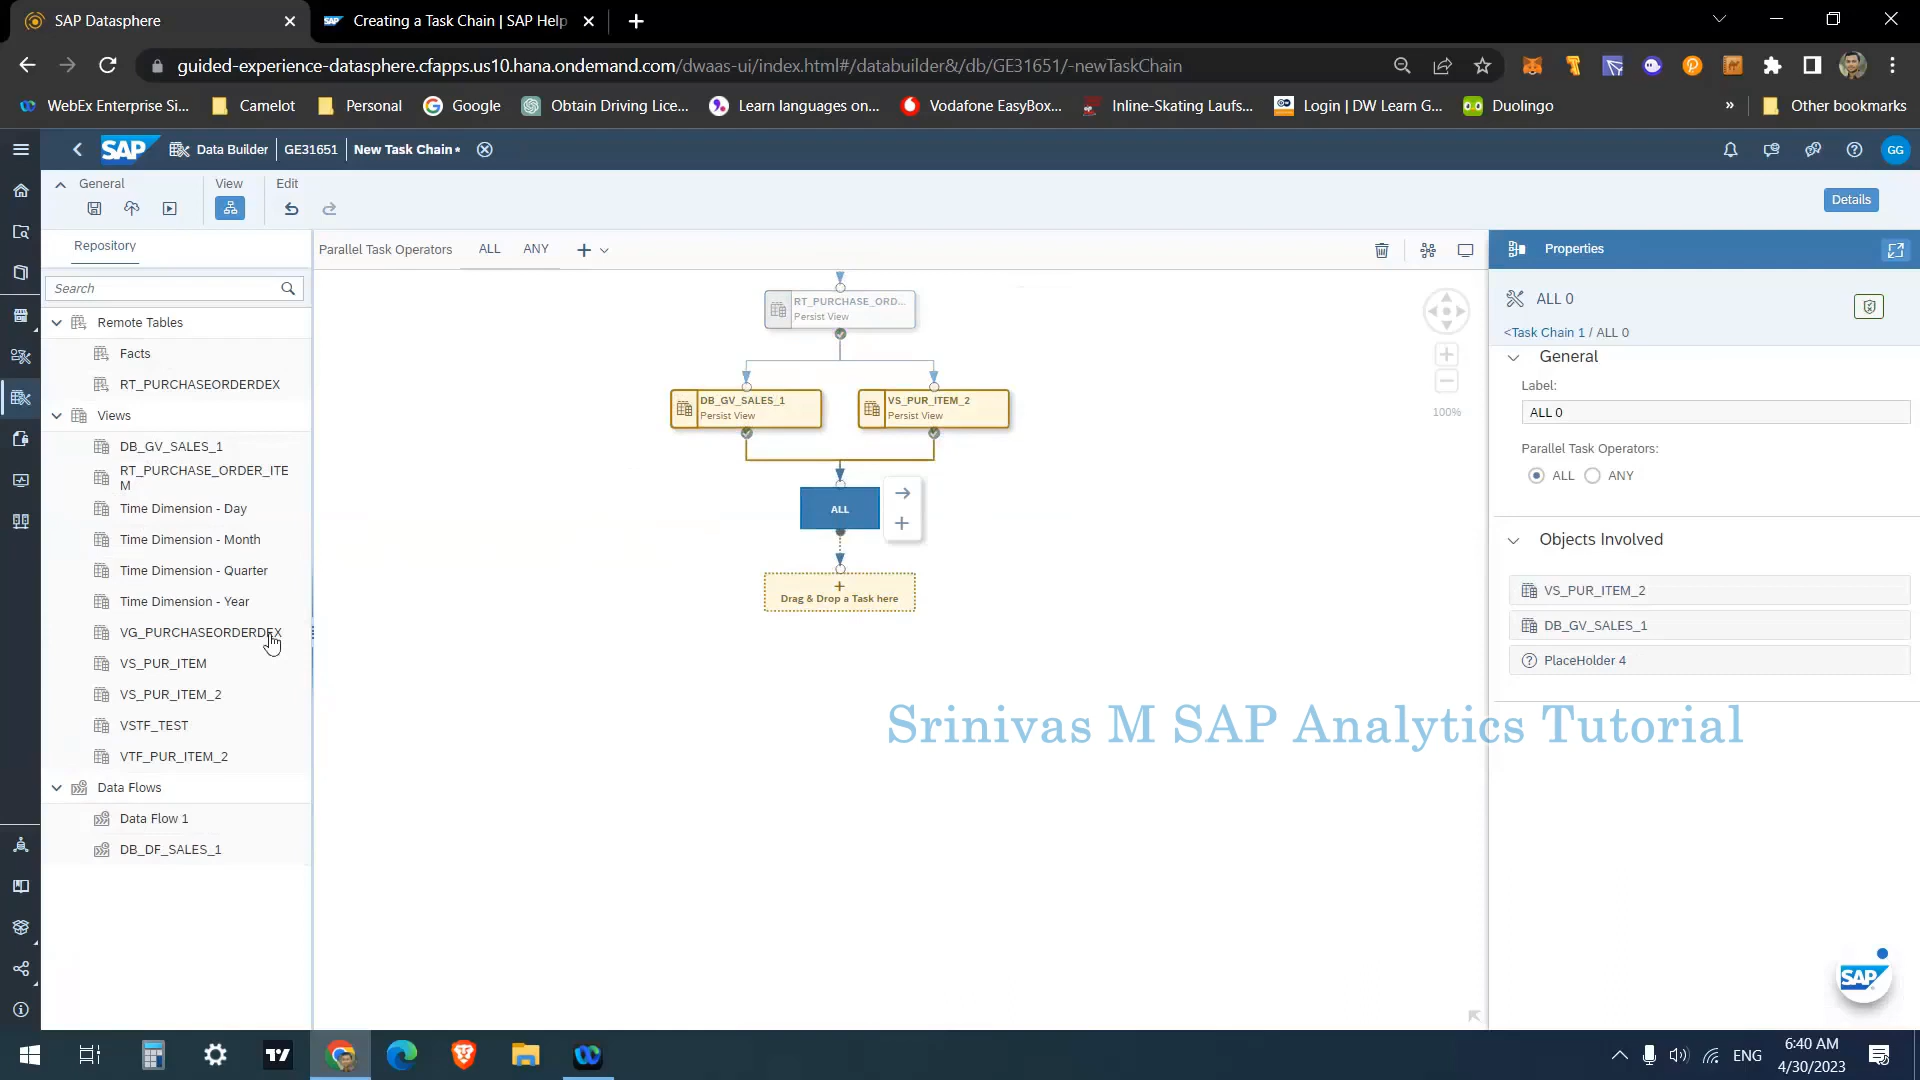 SAP Datasphere
SAP Creating a Task Chain | SAP Help
guided-experience-datasphere.cfapps.us10.hana.ondemand.com/dwaas-ui/index.html#/databuilder&/db/GE31651/-newTaskChain
WebEx Enterprise Si... Camelot Personal Google Obtain Driving Lice... Learn languages on... Vodafone EasyBox... Inline-Skating Laufs... Login | DW Learn G... Duolingo » Other bookmarks
SAP Data Builder GE31651 New Task Chain* GG
General View Edit
Details
Repository
Parallel Task Operators ALL ANY
Properties
Search
Remote Tables
Facts
RT_PURCHASEORDERDEX
Views
DB_GV_SALES_1
RT_PURCHASE_ORDER_ITE
M
Time Dimension - Day
Time Dimension - Month
Time Dimension - Quarter
Time Dimension - Year
VG_PURCHASEORDERDEX
VS_PUR_ITEM
VS_PUR_ITEM_2
VSTF_TEST
VTF_PUR_ITEM_2
Data Flows
Data Flow 1
DB_DF_SALES_1
RT_PURCHASE_ORD...
Persist View
DB_GV_SALES_1
Persist View
VS_PUR_ITEM_2
Persist View
ALL
Drag & Drop a Task here
100%
ALL 0
<Task Chain 1 / ALL 0
General
Label:
ALL 0
Parallel Task Operators:
ALL ANY
Objects Involved
VS_PUR_ITEM_2
DB_GV_SALES_1
PlaceHolder 4
Srinivas M SAP Analytics Tutorial
SAP
ENG
6:40 AM
4/30/2023